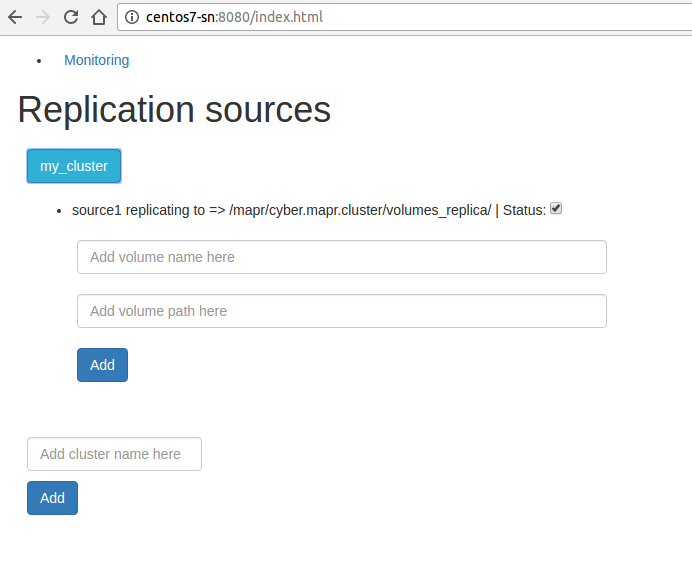 centos7-sn:8080/index.html
Monitoring
Replication sources
my_cluster
source1 replicating to => /mapr/cyber.mapr.cluster/volumes_replica/ | Status:
Add volume name here
Add volume path here
Add
Add cluster name here
Add